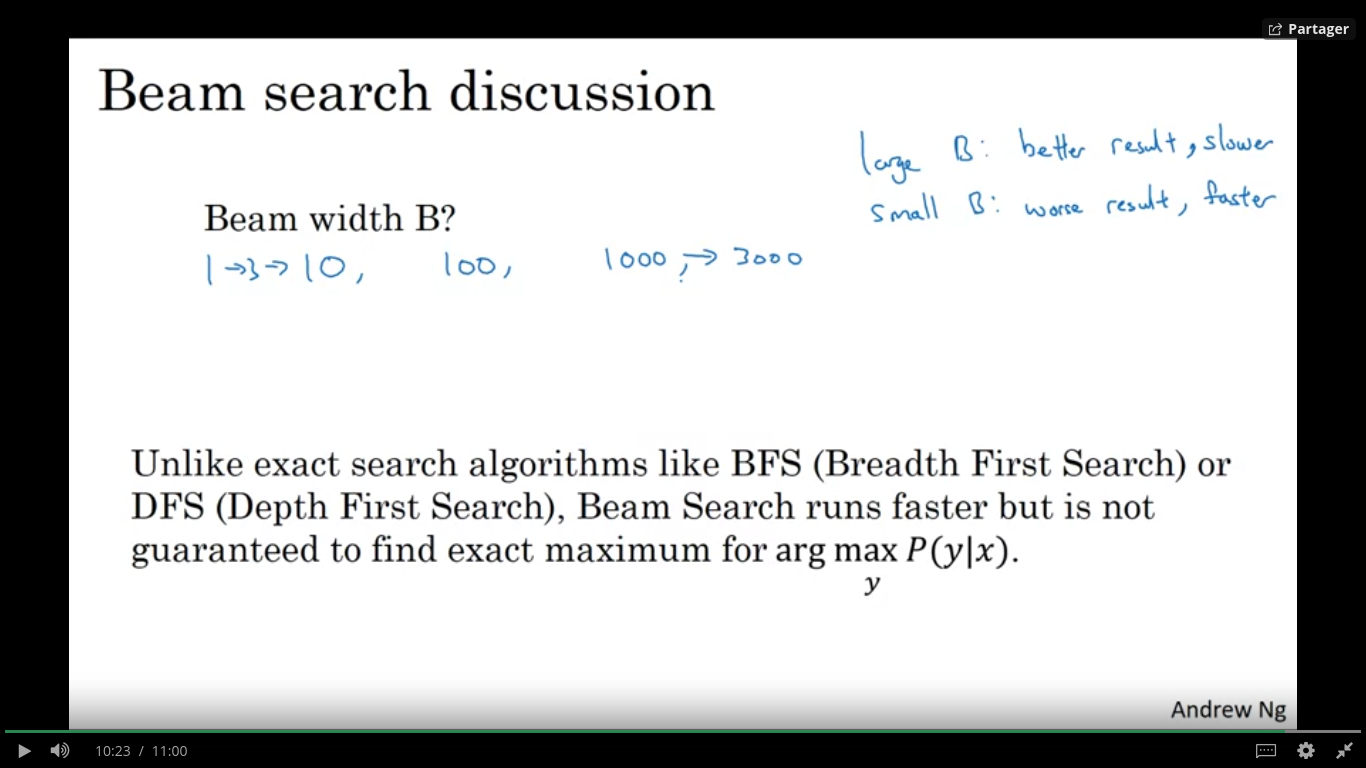 Partager
Beam search discussion
large B: better result, slower
small B: worse result, faster
Beam width B?
1 →3→ 10, 100, 1000, → 3000
Unlike exact search algorithms like BFS (Breadth First Search) or
DFS (Depth First Search), Beam Search runs faster but is not
guaranteed to find exact maximum for arg max P(y|x).
y
Andrew Ng
10:23 / 11:00